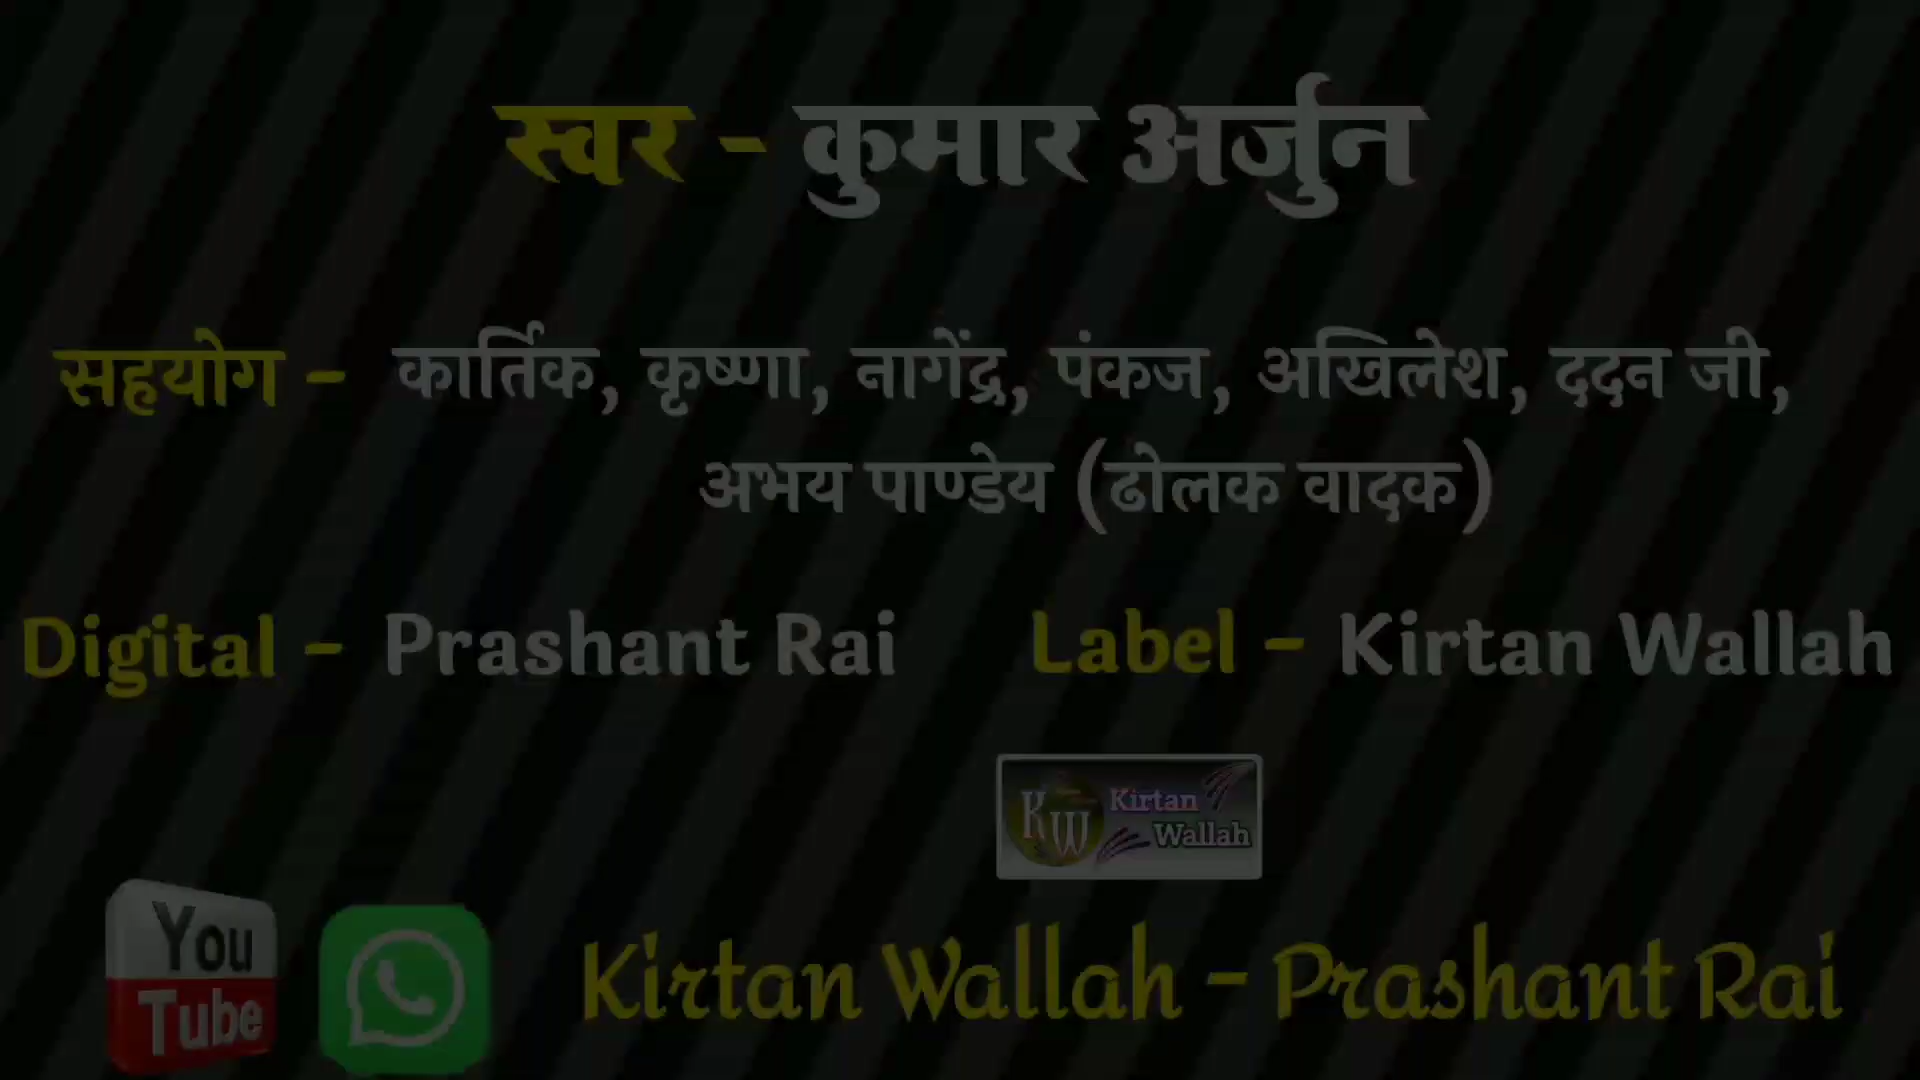 स्वर - कुमार अर्जुन
सहयोग - कार्तिक, कृष्णा, नागेंद्र, पंकज, अखिलेश, ददन जी,
अभय पाण्डेय (ढोलक वादक)
Digital - Prashant Rai Label - Kirtan Wallah
KW Kirtan
Wallah
You
Tube
Kirtan Wallah - Prashant Rai